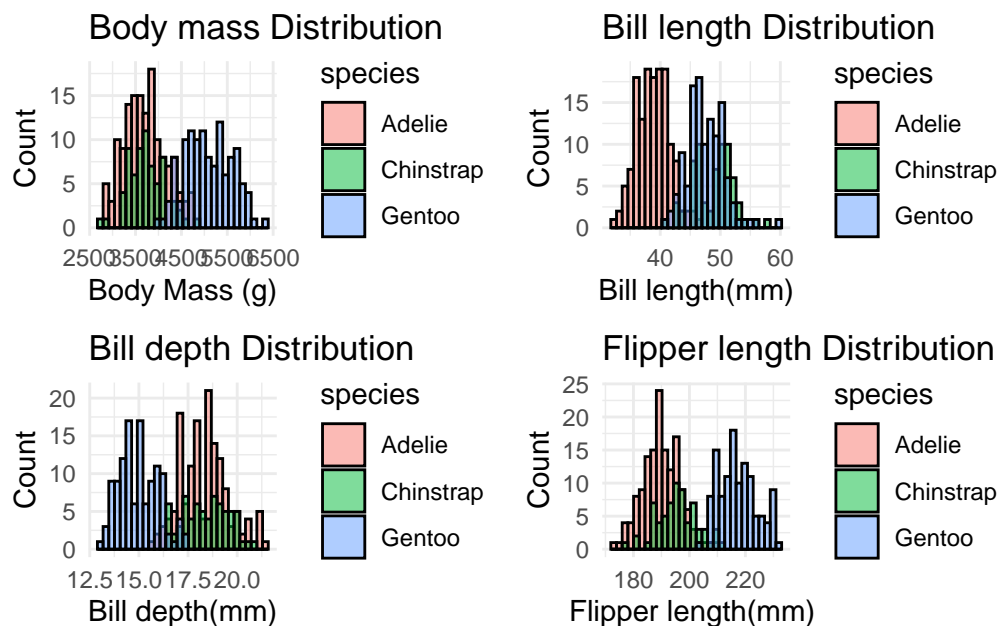 Body mass Distribution
15
10
5
0
Count
2500 3500 4500 5500 6500
Body Mass (g)
species
Adelie
Chinstrap
Gentoo
Bill length Distribution
15
10
5
0
Count
40 50 60
Bill length(mm)
species
Adelie
Chinstrap
Gentoo
Bill depth Distribution
20
15
10
5
0
Count
12.5 15.0 17.5 20.0
Bill depth(mm)
species
Adelie
Chinstrap
Gentoo
Flipper length Distribution
25
20
15
10
5
0
Count
180 200 220
Flipper length(mm)
species
Adelie
Chinstrap
Gentoo